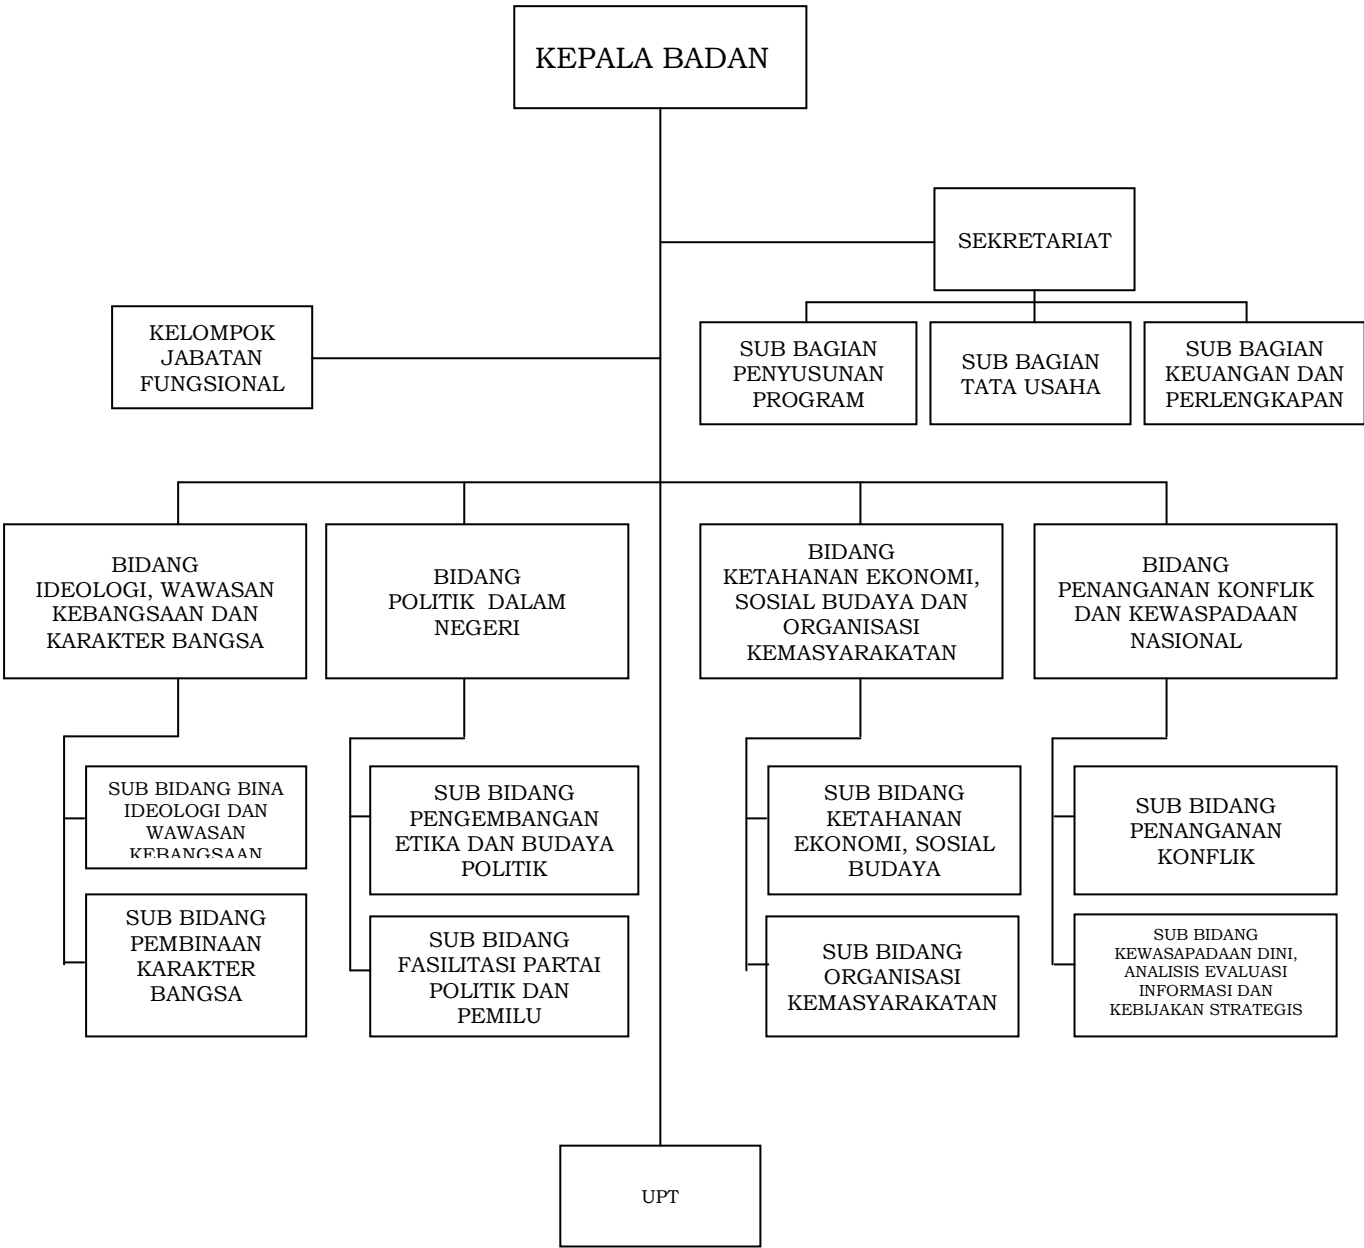 KEPALA BADAN
SEKRETARIAT
KELOMPOK
JABATAN
FUNGSIONAL
SUB BAGIAN
PENYUSUNAN
PROGRAM
SUB BAGIAN
TATA USAHA
SUB BAGIAN
KEUANGAN DAN
PERLENGKAPAN
BIDANG
IDEOLOGI, WAWASAN
KEBANGSAAN DAN
KARAKTER BANGSA
BIDANG
POLITIK DALAM
NEGERI
BIDANG
KETAHANAN EKONOMI,
SOSIAL BUDAYA DAN
ORGANISASI
KEMASYARAKATAN
BIDANG
PENANGANAN KONFLIK
DAN KEWASPADAAN
NASIONAL
SUB BIDANG BINA
IDEOLOGI DAN
WAWASAN
KEBANGSAAN
SUB BIDANG
PENGEMBANGAN
ETIKA DAN BUDAYA
POLITIK
SUB BIDANG
KETAHANAN
EKONOMI, SOSIAL
BUDAYA
SUB BIDANG
PENANGANAN
KONFLIK
SUB BIDANG
PEMBINAAN
KARAKTER
BANGSA
SUB BIDANG
FASILITASI PARTAI
POLITIK DAN
PEMILU
SUB BIDANG
ORGANISASI
KEMASYARAKATAN
SUB BIDANG
KEWASAPADAAN DINI,
ANALISIS EVALUASI
INFORMASI DAN
KEBIJAKAN STRATEGIS
UPT